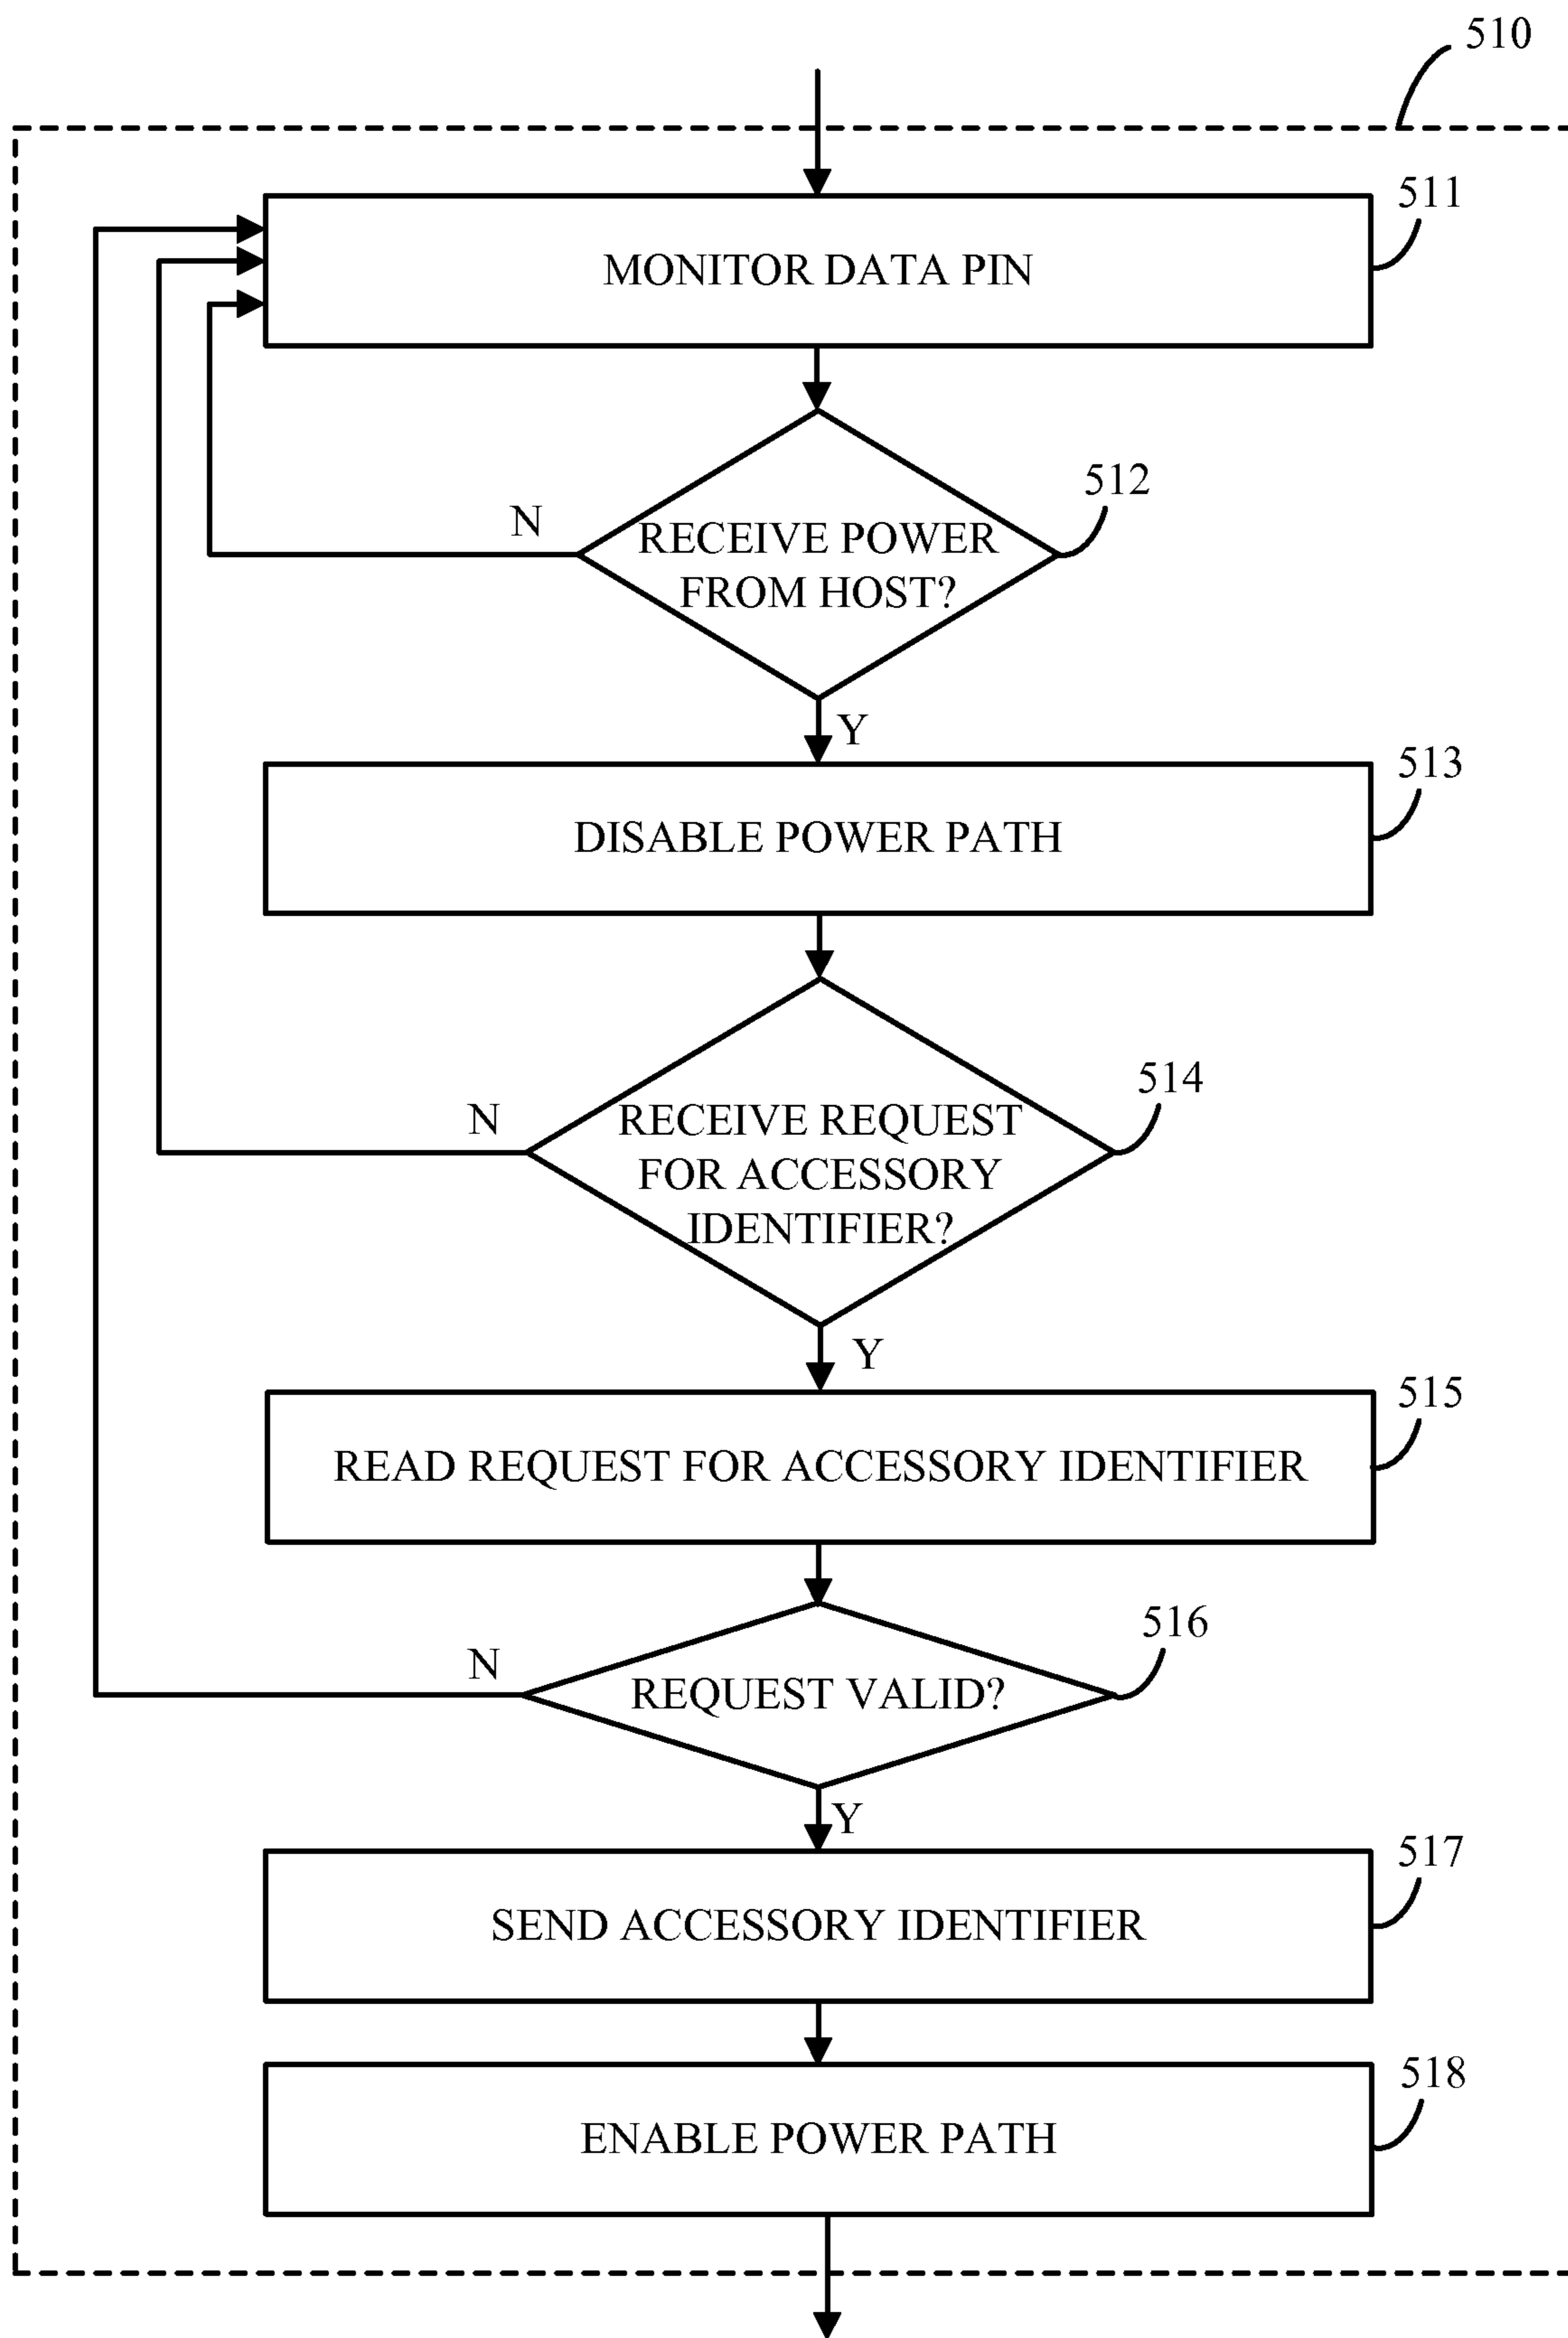 510
511
MONITOR DATA PIN
512
N
RECEIVE POWER
FROM HOST?
Y
513
DISABLE POWER PATH
514
N
RECEIVE REQUEST
FOR ACCESSORY
IDENTIFIER?
Y
515
READ REQUEST FOR ACCESSORY IDENTIFIER
516
N
REQUEST VALID?
Y
517
SEND ACCESSORY IDENTIFIER
518
ENABLE POWER PATH